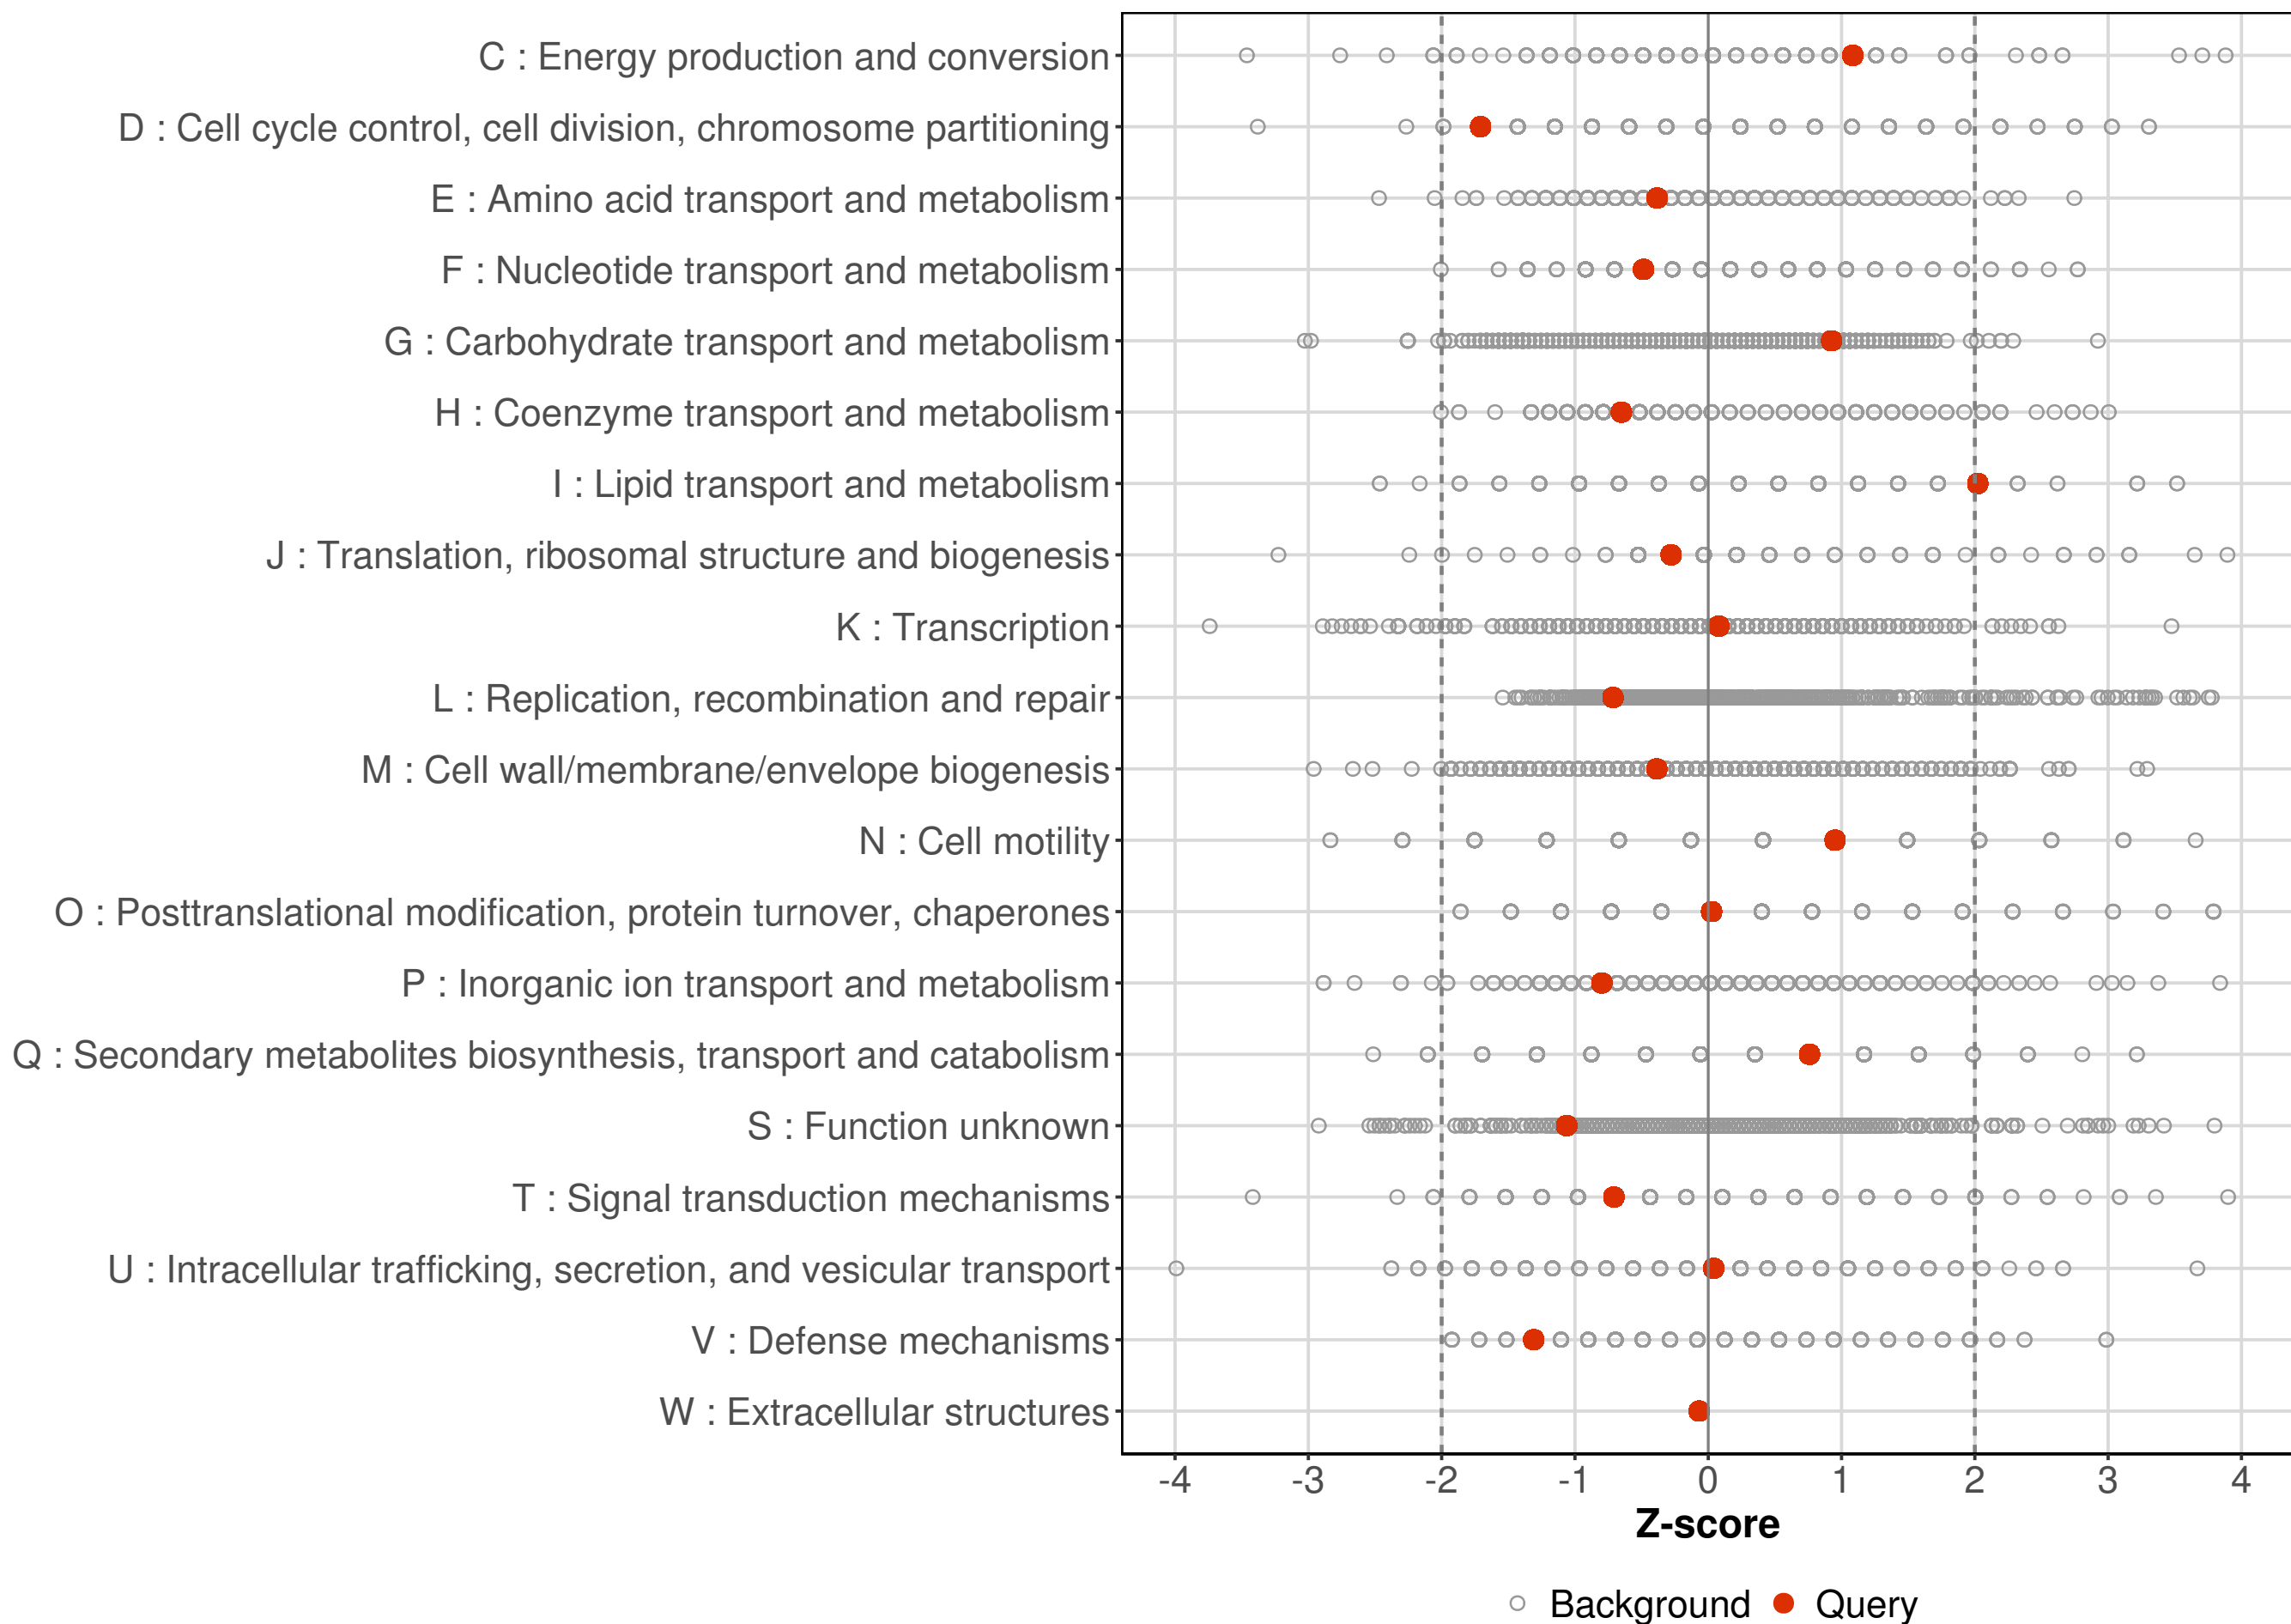 C : Energy production and conversion
D : Cell cycle control, cell division, chromosome partitioning
E : Amino acid transport and metabolism
F : Nucleotide transport and metabolism
G : Carbohydrate transport and metabolism
H : Coenzyme transport and metabolism
I : Lipid transport and metabolism
J : Translation, ribosomal structure and biogenesis
K : Transcription
L : Replication, recombination and repair
M : Cell wall/membrane/envelope biogenesis
N : Cell motility
O : Posttranslational modification, protein turnover, chaperones
P : Inorganic ion transport and metabolism
Q : Secondary metabolites biosynthesis, transport and catabolism
S : Function unknown
T : Signal transduction mechanisms
U : Intracellular trafficking, secretion, and vesicular transport
V : Defense mechanisms
W : Extracellular structures
-4 -3 -2 -1 0 1 2 3 4
Z-score
Background Query